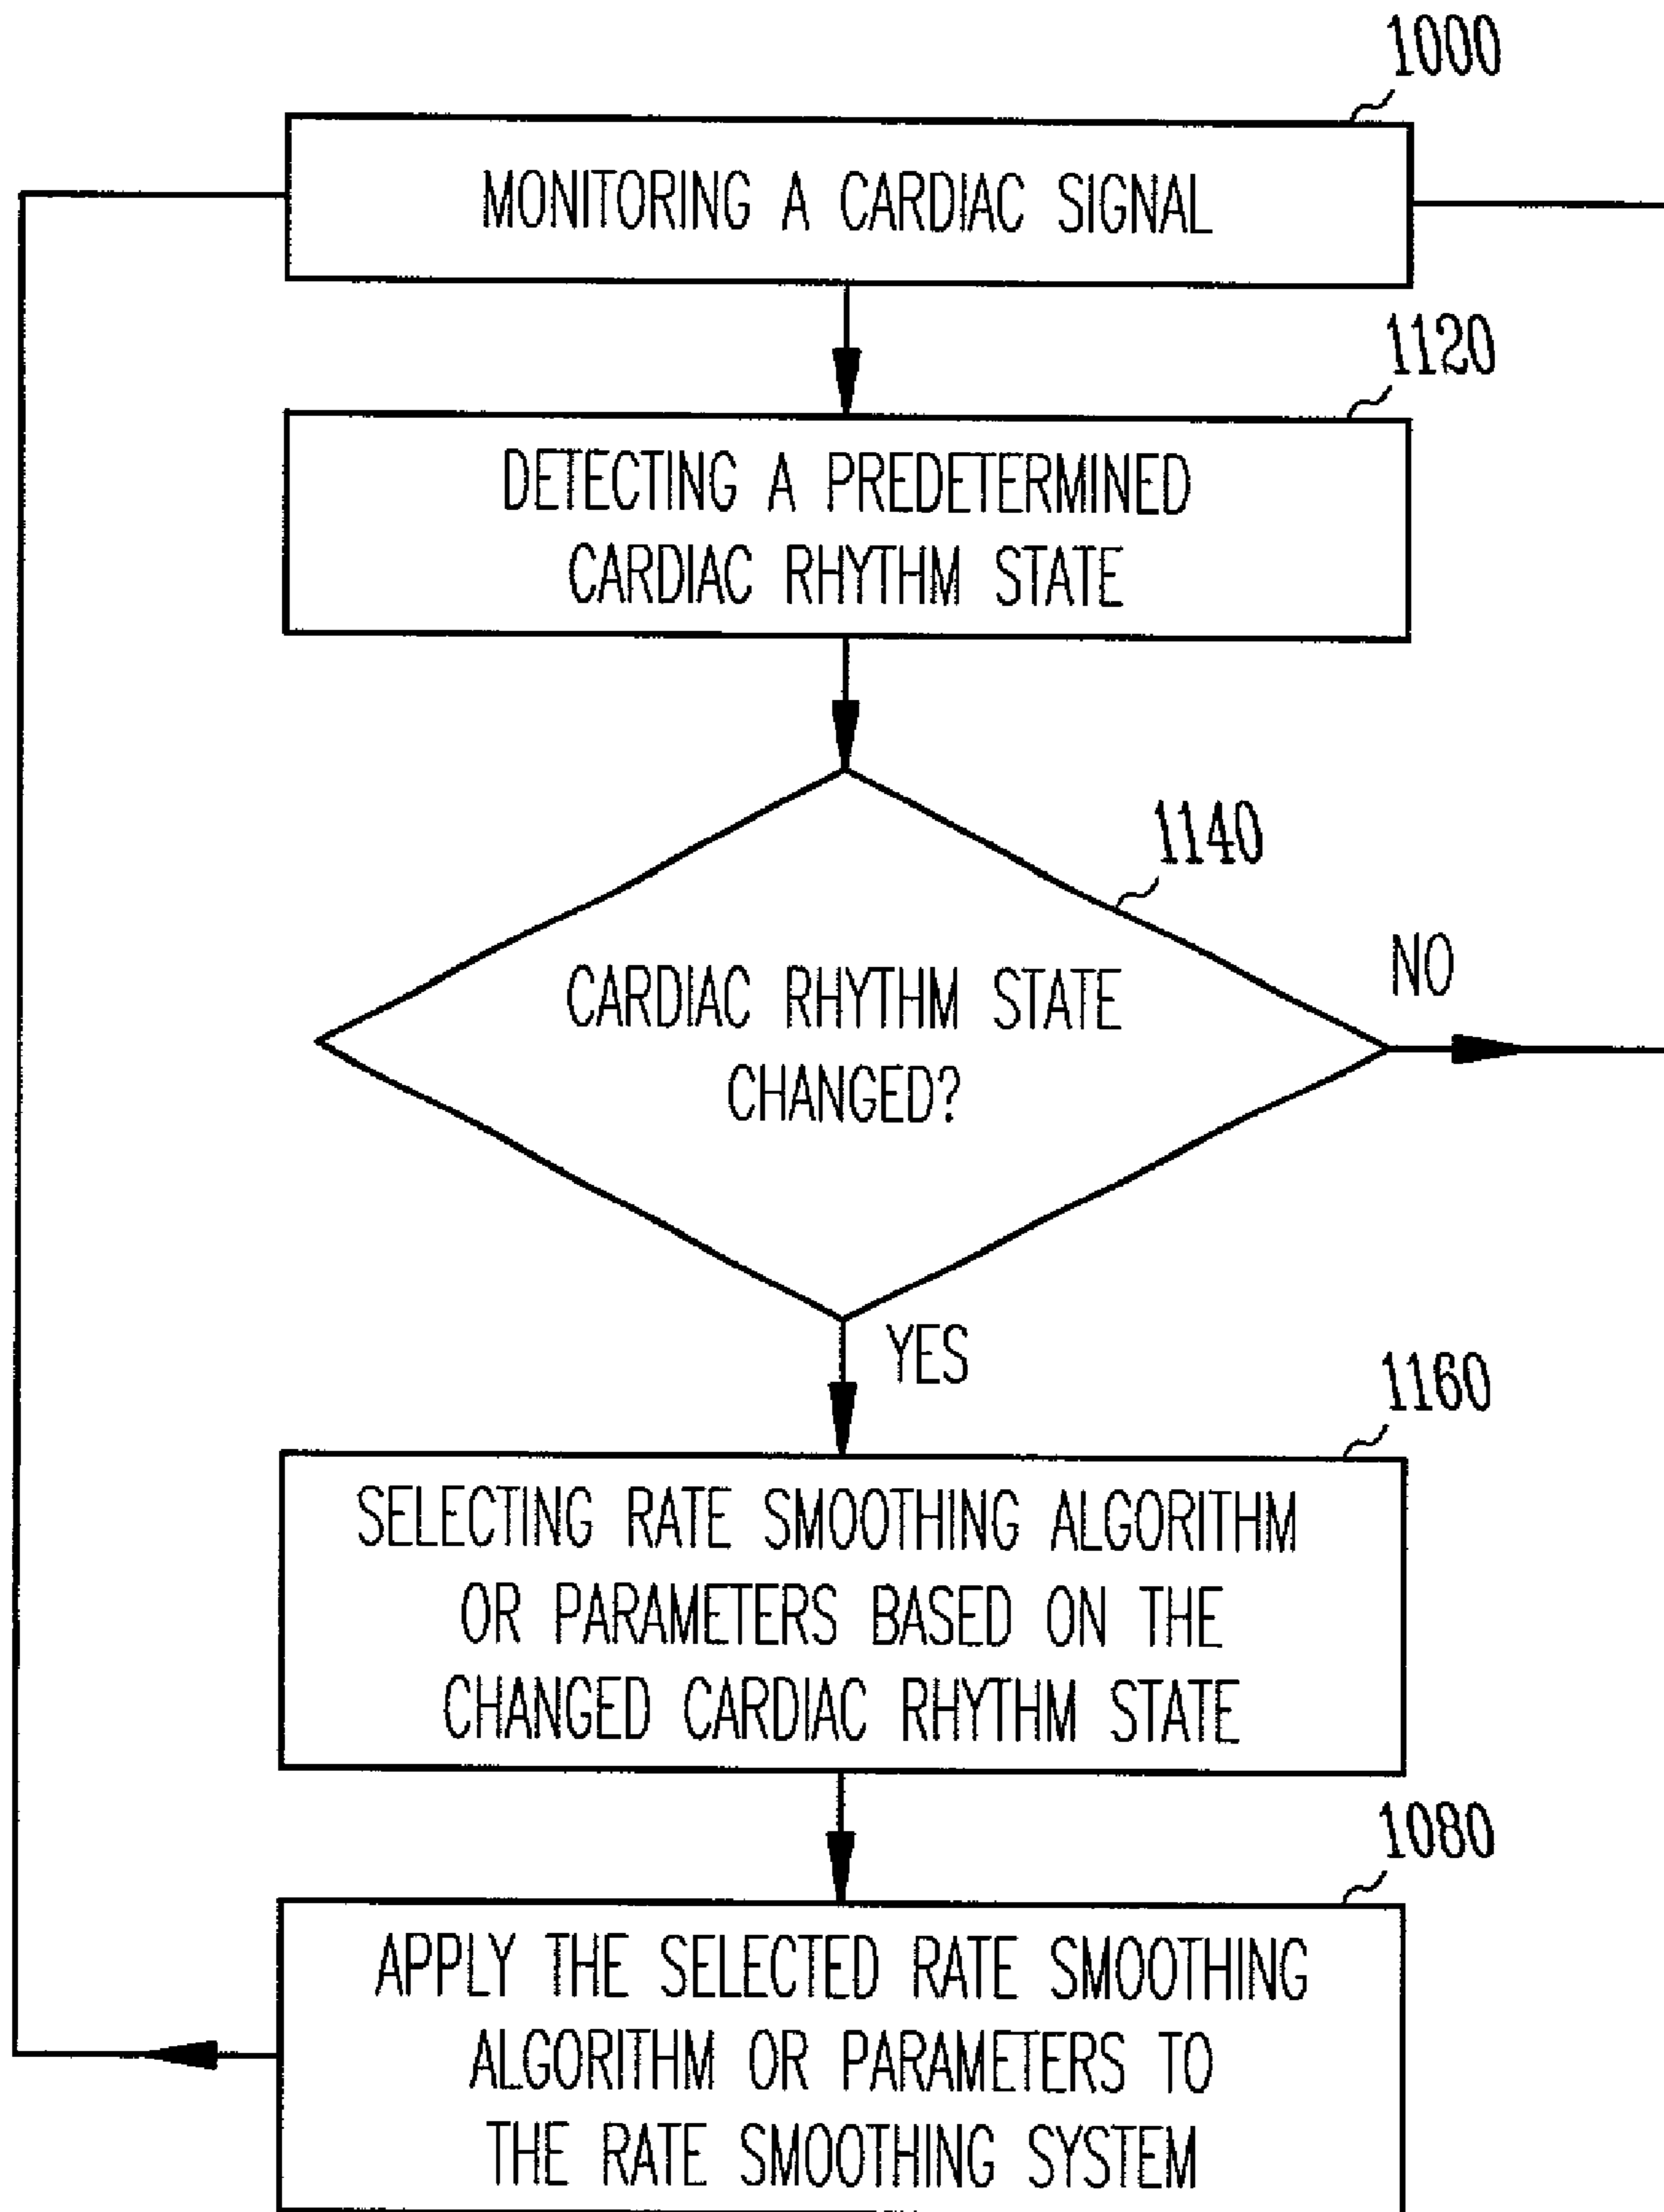 1000
MONITORING A CARDIAC SIGNAL
1120
DETECTING A PREDETERMINED
CARDIAC RHYTHM STATE
1140
CARDIAC RHYTHM STATE
CHANGED?
NO
YES
1160
SELECTING RATE SMOOTHING ALGORITHM
OR PARAMETERS BASED ON THE
CHANGED CARDIAC RHYTHM STATE
1080
APPLY THE SELECTED RATE SMOOTHING
ALGORITHM OR PARAMETERS TO
THE RATE SMOOTHING SYSTEM